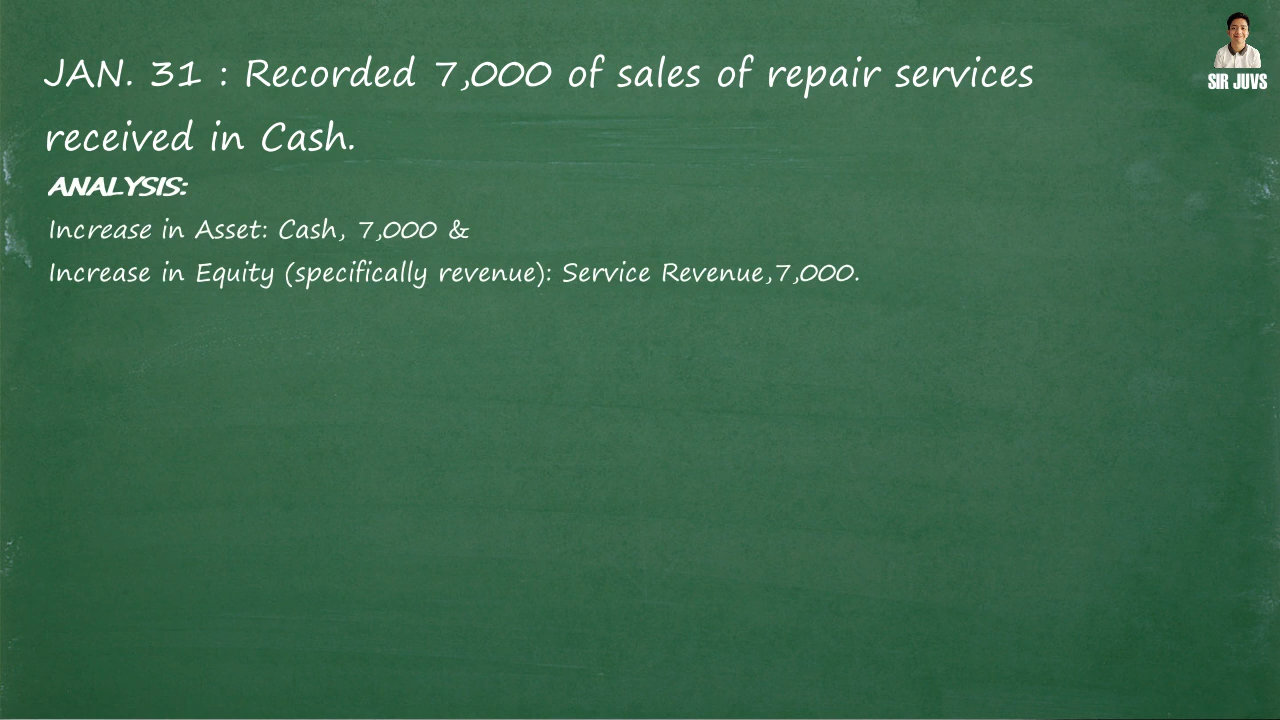 JAN. 31 : Recorded 7,000 of sales of repair services
received in Cash.
ANALYSIS:
Increase in Asset: Cash, 7,000 &
Increase in Equity (specifically revenue): Service Revenue,7,000.
SIR JUVS